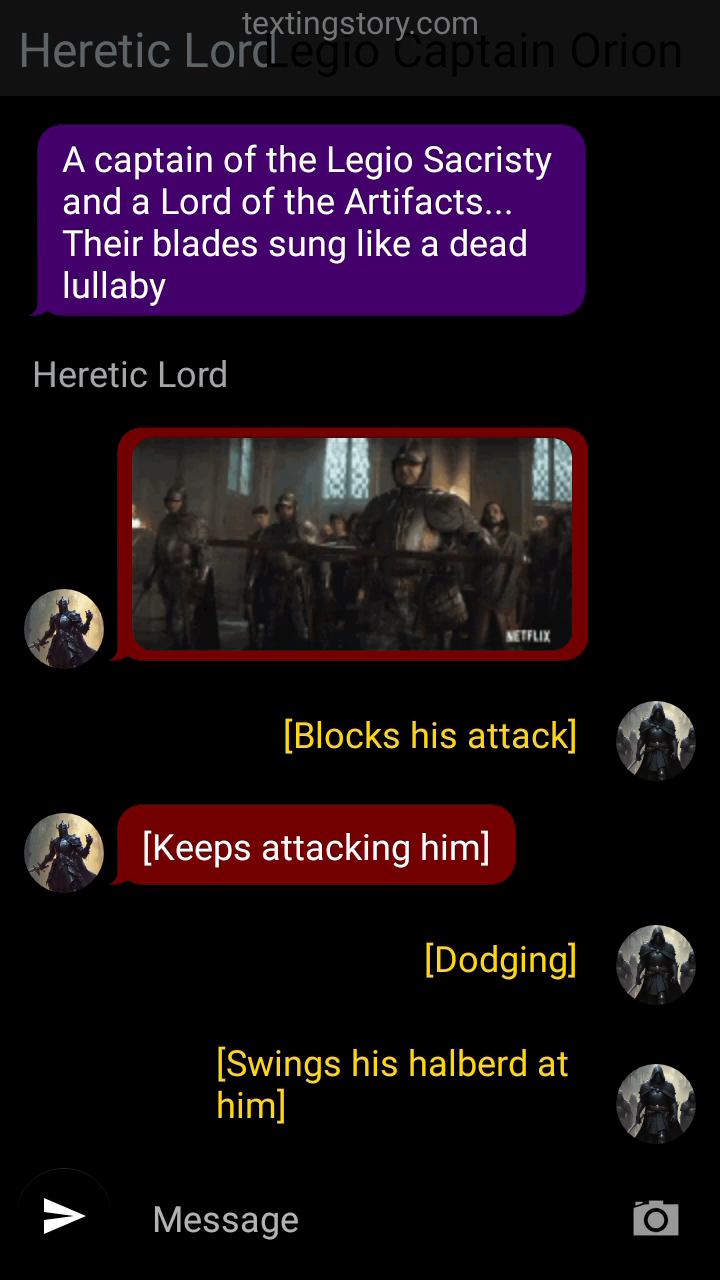 textingstory.com
Heretic Lord
Legio Captain Orion
A captain of the Legio Sacristy
and a Lord of the Artifacts...
Their blades sung like a dead
lullaby
Heretic Lord
NETFLIX
[Blocks his attack]
[Keeps attacking him]
[Dodging]
[Swings his halberd at
him]
Message